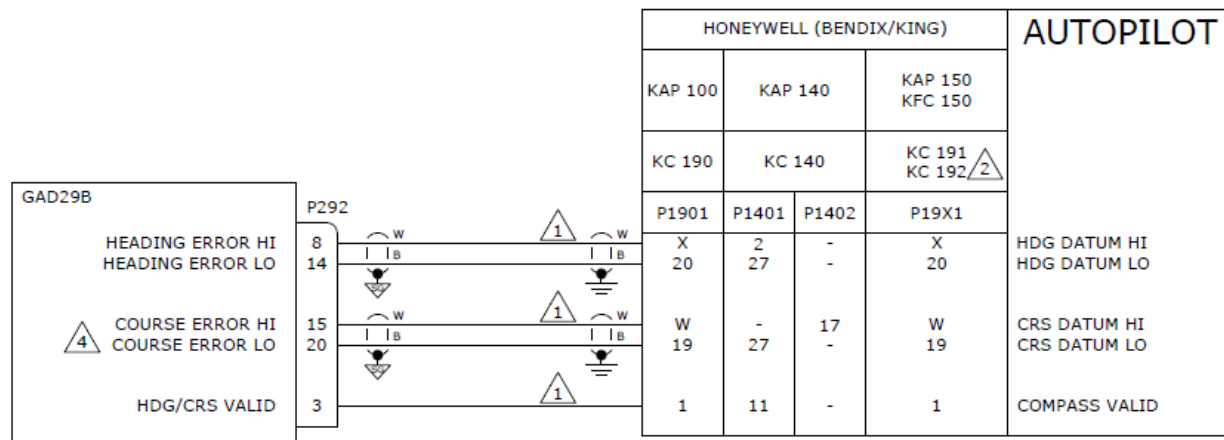 HONEYWELL (BENDIX/KING) AUTOPILOT
KAP 100 KAP 140 KAP 150
KFC 150
KC 190 KC 140 KC 191
KC 192 2
GAD29B
P292
P1901 P1401 P1402 P19X1
HEADING ERROR HI 8 W 1 W X 2 - X HDG DATUM HI
HEADING ERROR LO 14 B B 20 27 - 20 HDG DATUM LO
SG
COURSE ERROR HI 15 W 1 W W - 17 W CRS DATUM HI
4 COURSE ERROR LO 20 B B 19 27 - 19 CRS DATUM LO
SG
HDG/CRS VALID 3 1 1 11 - 1 COMPASS VALID